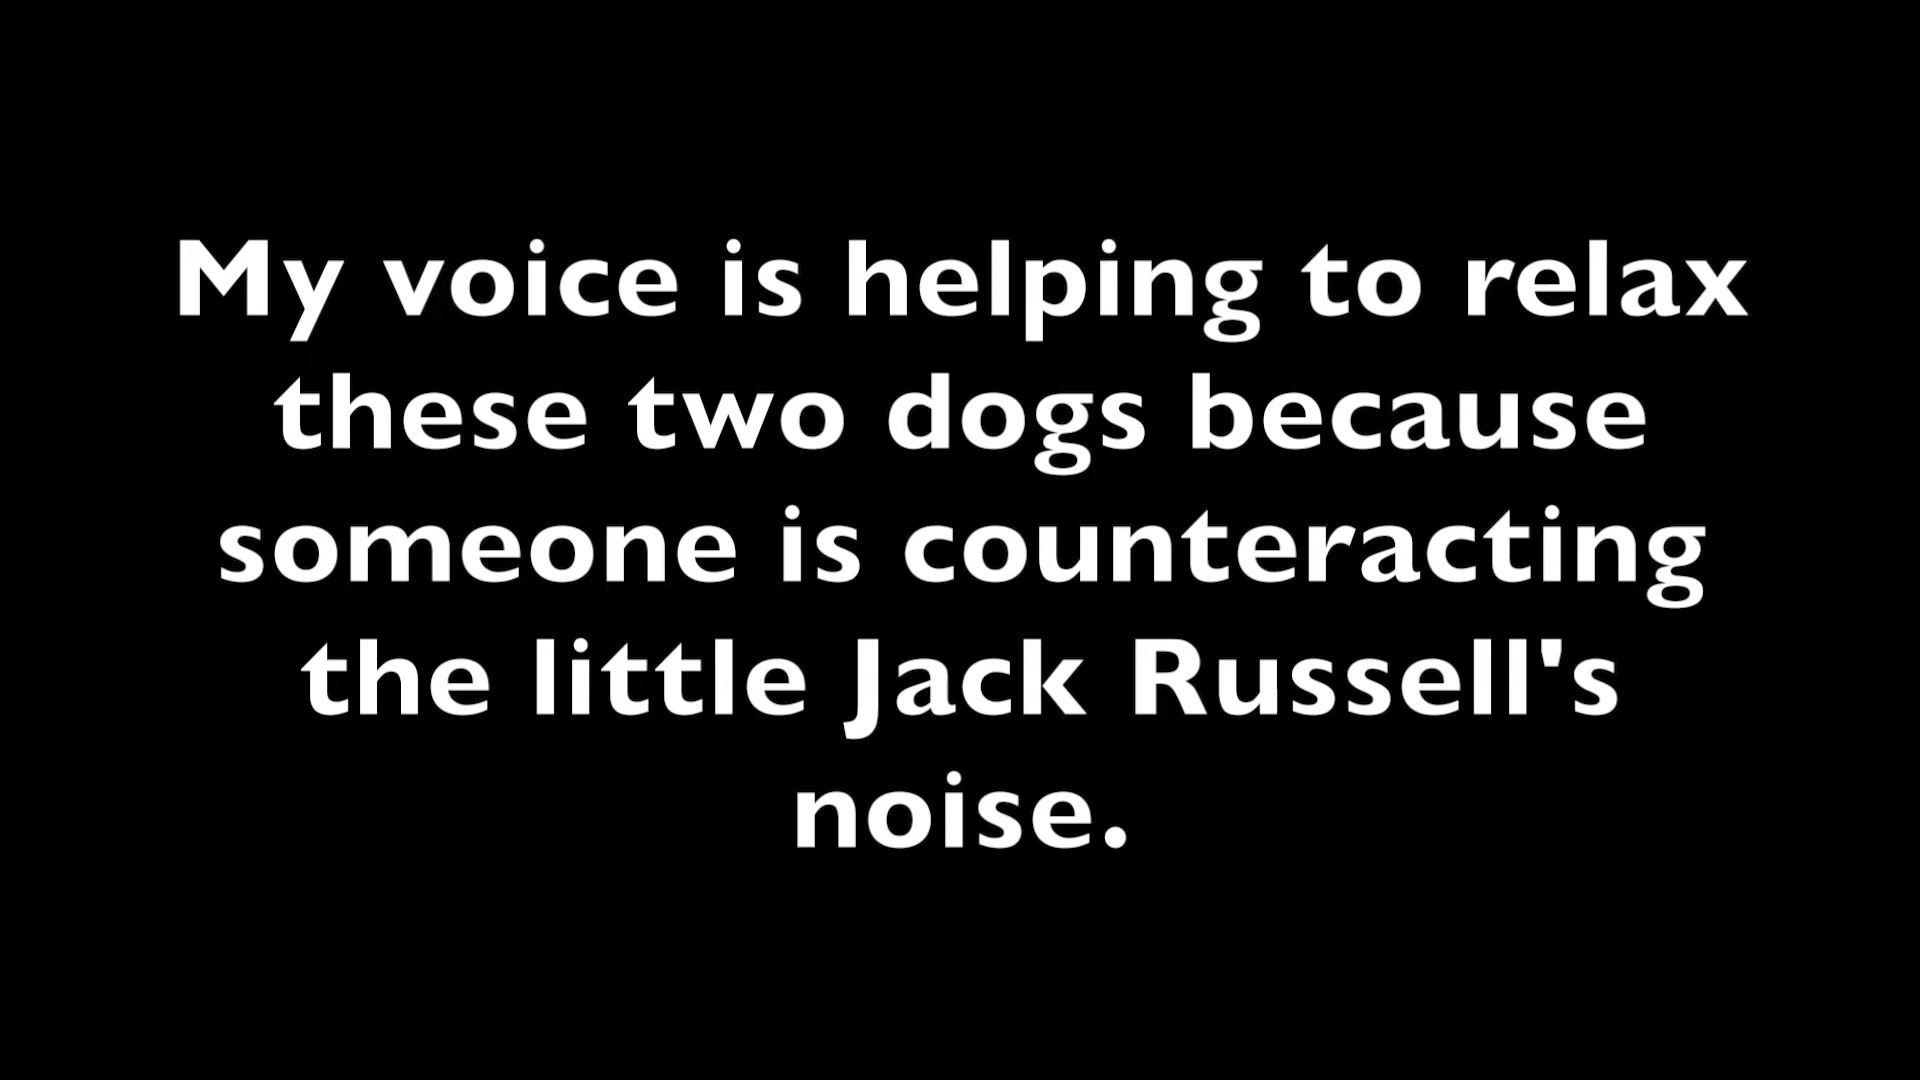 My voice is helping to relax
these two dogs because
someone is counteracting
the little Jack Russell's
noise.